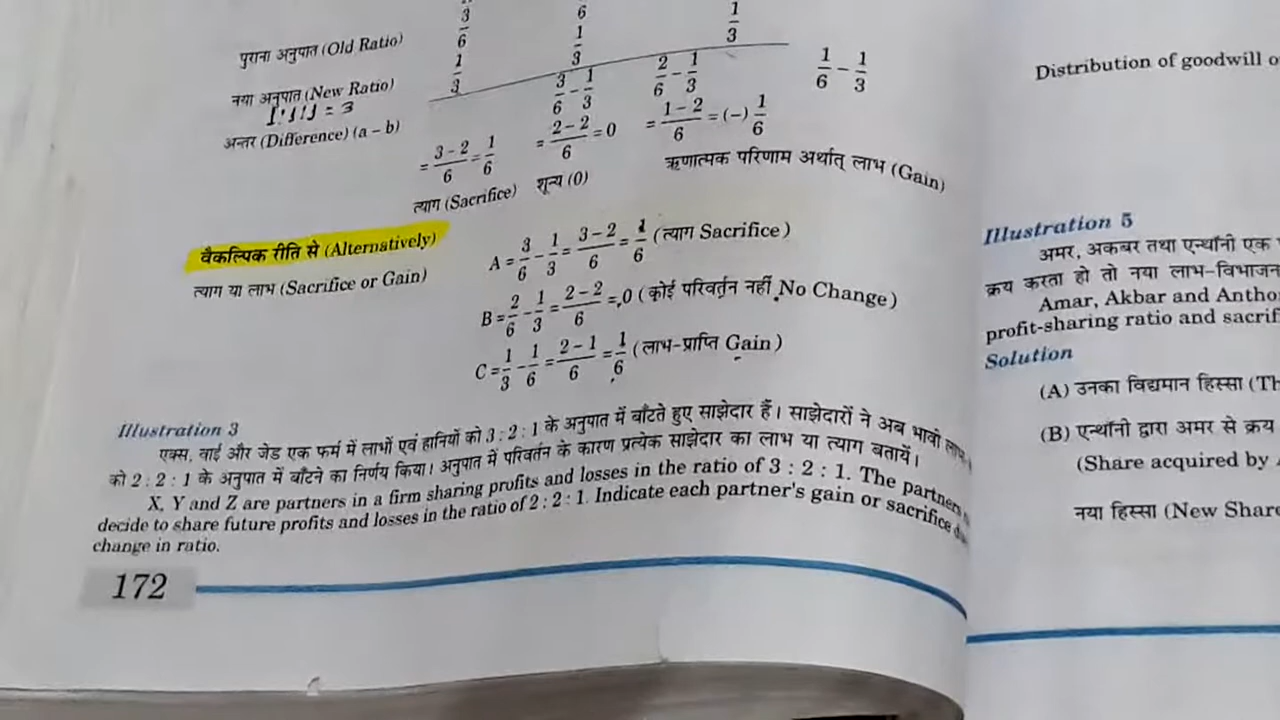 3/6 6 1/3
पुराना अनुपात (Old Ratio)
1/3 1/3
नया अनुपात (New Ratio)
अन्तर (Difference) (a – b) 3/6 – 1/3 2/6 – 1/3 1/6 – 1/3
= 3 – 2/6 = 1/6 = 2 – 2/6 = 0 = 1 – 2/6 = (–) 1/6
त्याग (Sacrifice) शून्य (0) ऋणात्मक परिणाम अर्थात् लाभ (Gain)
वैकल्पिक रीति से (Alternatively)
त्याग या लाभ (Sacrifice or Gain)
A = 3/6 – 1/3 = 3 – 2/6 = 1/6 (त्याग Sacrifice)
B = 2/6 – 1/3 = 2 – 2/6 = 0 (कोई परिवर्तन नहीं No Change)
C = 1/3 – 1/6 = 2 – 1/6 = 1/6 (लाभ-प्राप्ति Gain)
Illustration 3
एक्स, वाई और जेड एक फर्म में लाभों एवं हानियों को 3 : 2 : 1 के अनुपात में बाँटते हुए साझेदार हैं। साझेदारों ने अब भावी
को 2 : 2 : 1 के अनुपात में बाँटने का निर्णय किया। अनुपात में परिवर्तन के कारण प्रत्येक साझेदार का लाभ या त्याग बतायें।
X, Y and Z are partners in a firm sharing profits and losses in the ratio of 3 : 2 : 1. The partners
decide to share future profits and losses in the ratio of 2 : 2 : 1. Indicate each partner's gain or sacrifice
change in ratio.
172
Distribution of goodwill
Illustration 5
अमर, अकबर तथा एन्थॉनी एक
क्रय करता हो तो नया लाभ-विभाजन
Amar, Akbar and
profit-sharing ratio and
Solution
(A) उनका विद्यमान हिस्सा
(B) एन्थॉनी द्वारा अमर से क्रय
(Share acquired by
नया हिस्सा (New